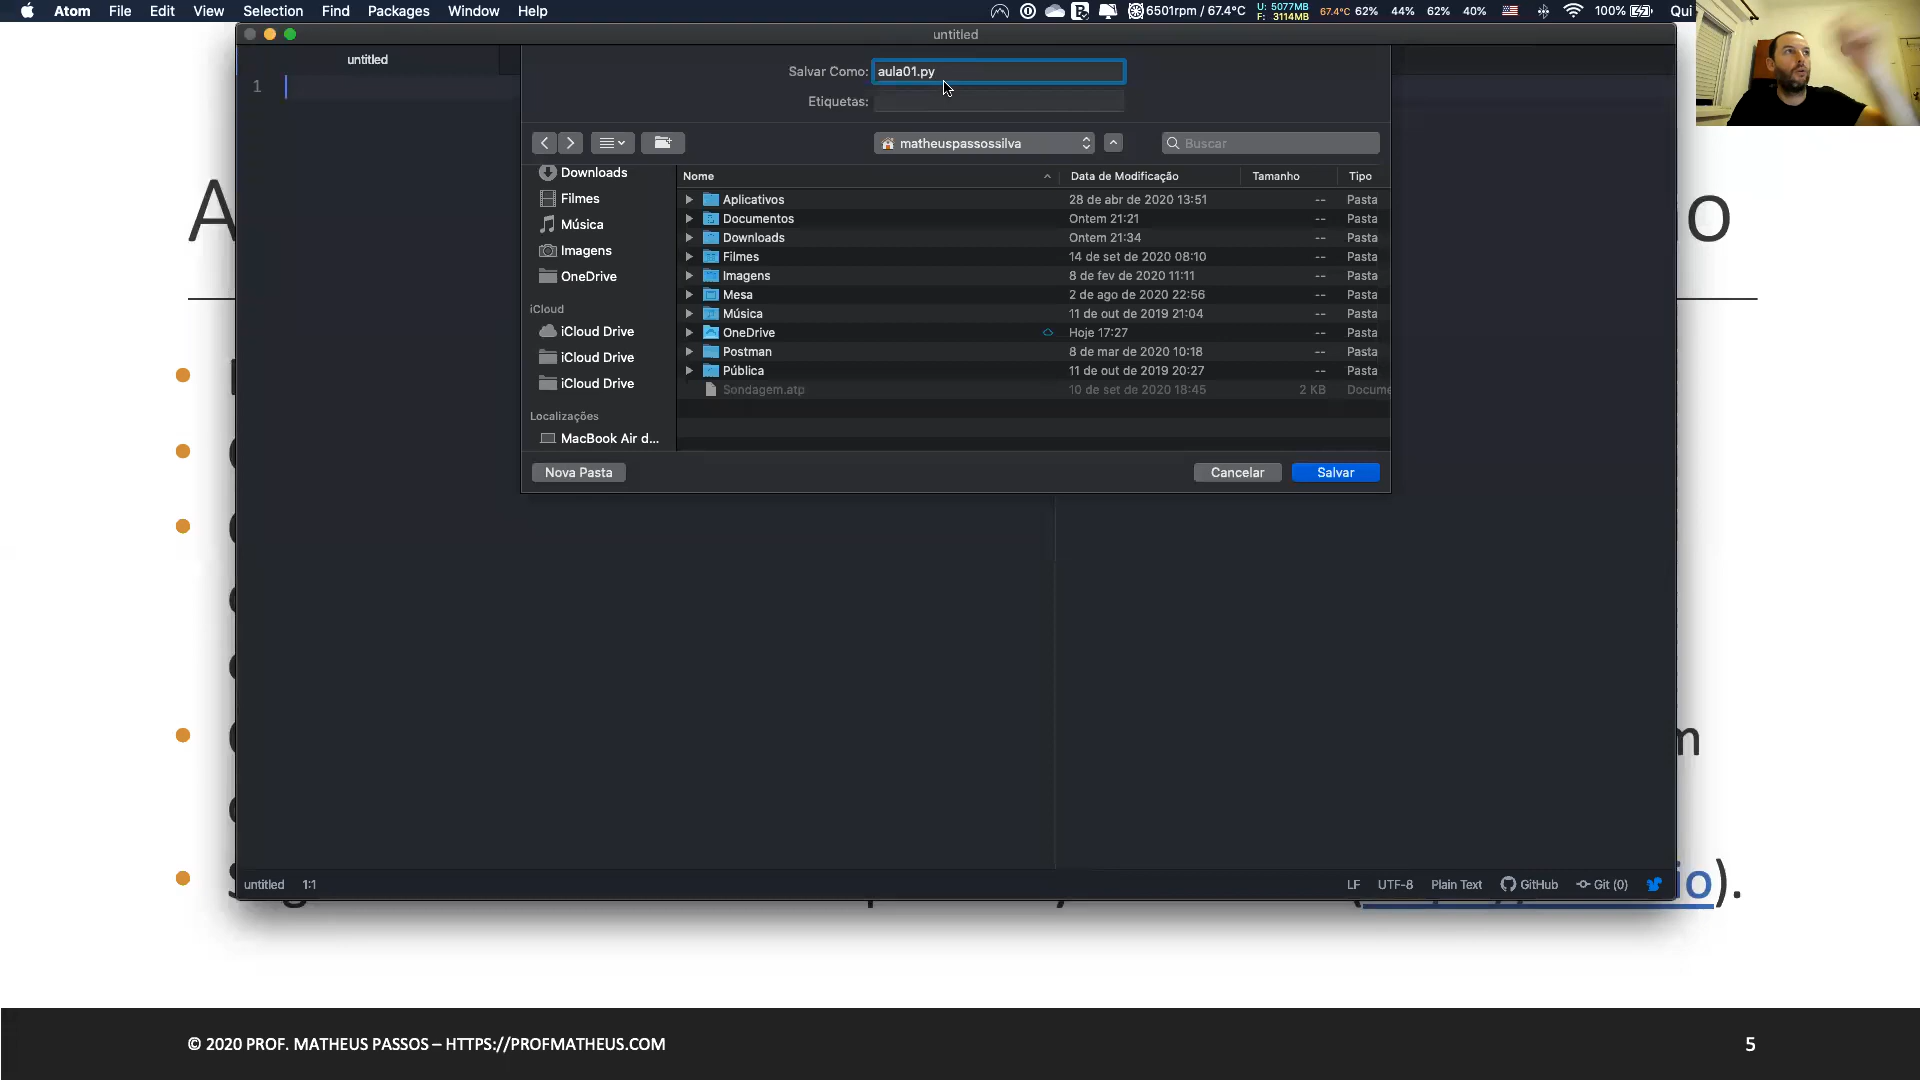 Atom File Edit View Selection Find Packages Window Help 6501rpm / 67.4°C U: 5077MB F: 3114MB 67.4°C 62% 44% 62% 40% 100% Qui
untitled
untitled
1
Salvar Como: aula01.py
Etiquetas:
matheuspassossilva
Buscar
Downloads
Filmes
Música
Imagens
OneDrive
iCloud
iCloud Drive
iCloud Drive
iCloud Drive
Localizações
MacBook Air d...
Nome Data de Modificação Tamanho Tipo
Aplicativos 28 de abr de 2020 13:51 -- Pasta
Documentos Ontem 21:21 -- Pasta
Downloads Ontem 21:34 -- Pasta
Filmes 14 de set de 2020 08:10 -- Pasta
Imagens 8 de fev de 2020 11:11 -- Pasta
Mesa 2 de ago de 2020 22:56 -- Pasta
Música 11 de out de 2019 21:04 -- Pasta
OneDrive Hoje 17:27 -- Pasta
Postman 8 de mar de 2020 10:18 -- Pasta
Pública 11 de out de 2019 20:27 -- Pasta
Sondagem.atp 10 de set de 2020 18:45 2 KB Docume
Nova Pasta Cancelar Salvar
untitled 1:1 LF UTF-8 Plain Text GitHub Git (0)
io).
© 2020 PROF. MATHEUS PASSOS – HTTPS://PROFMATHEUS.COM 5